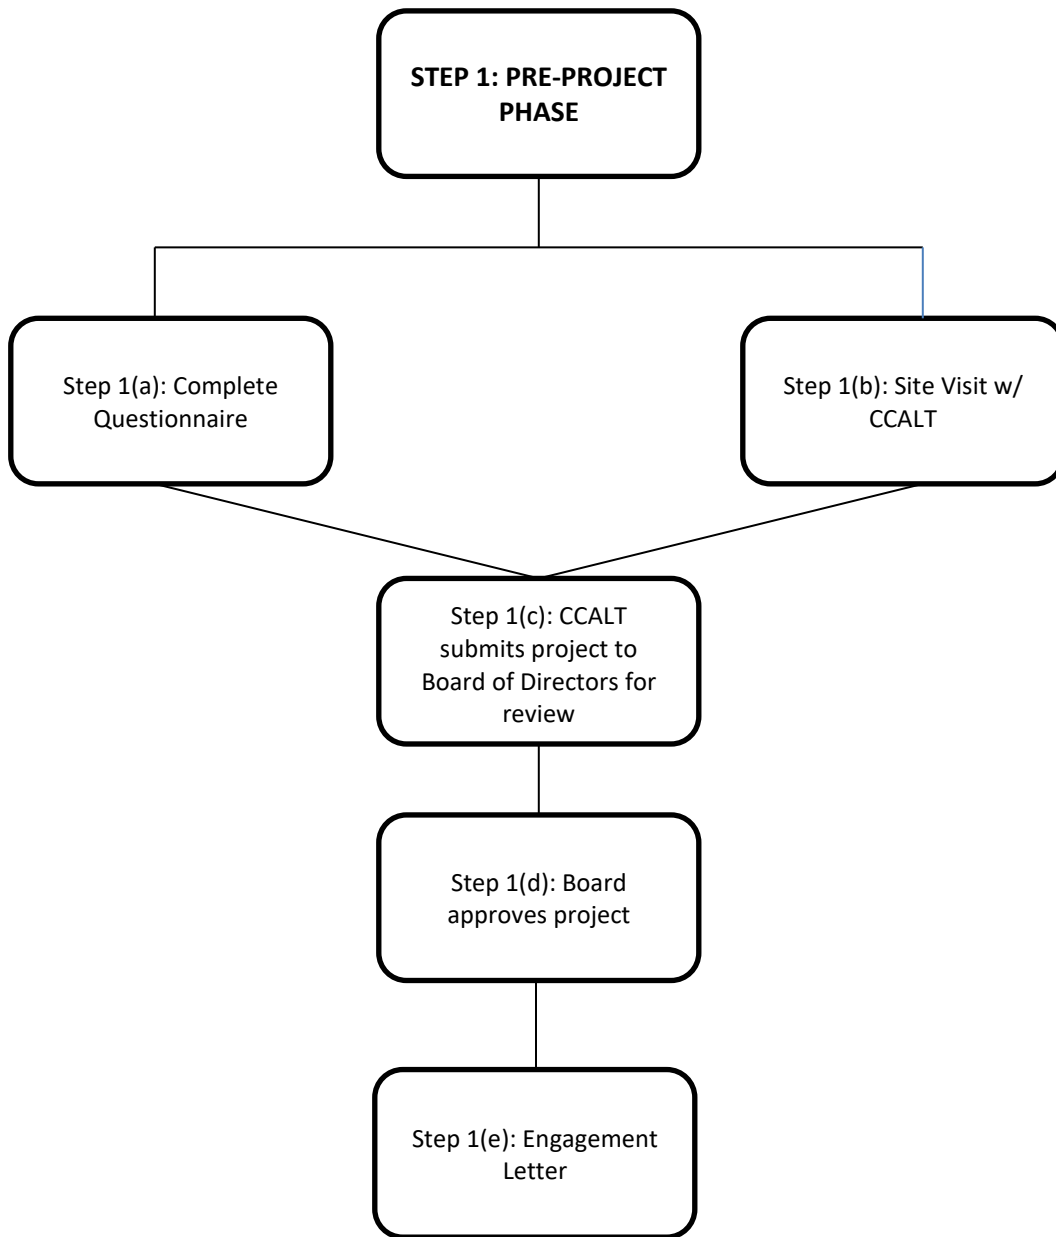 STEP 1: PRE-PROJECT
PHASE
Step 1(a): Complete
Questionnaire
Step 1(b): Site Visit w/
CCALT
Step 1(c): CCALT
submits project to
Board of Directors for
review
Step 1(d): Board
approves project
Step 1(e): Engagement
Letter